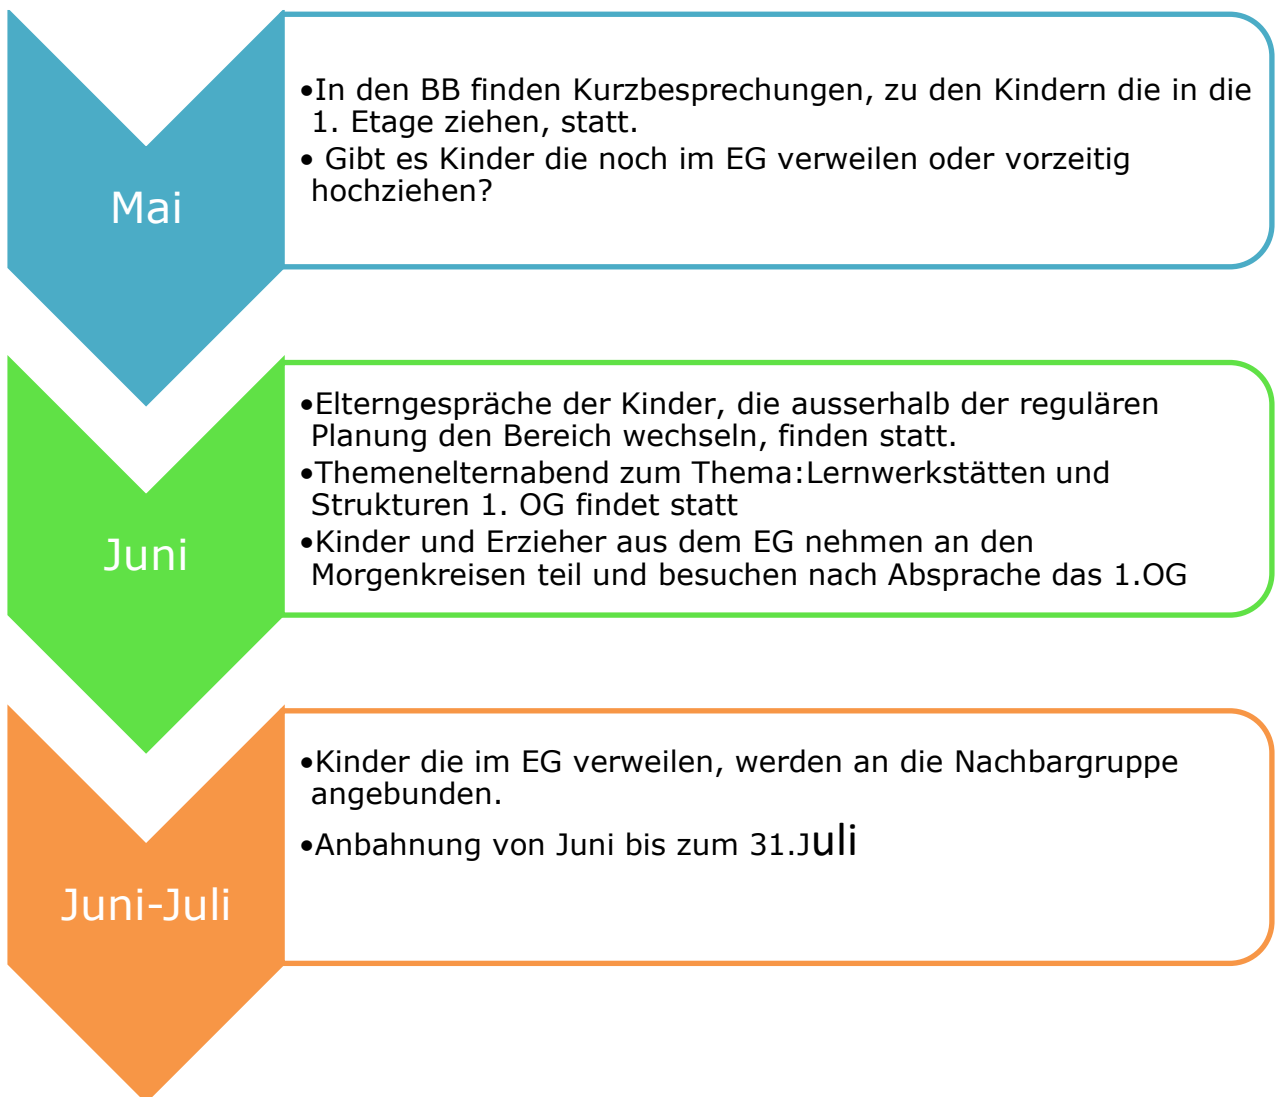 Mai
•In den BB finden Kurzbesprechungen, zu den Kindern die in die
1. Etage ziehen, statt.
• Gibt es Kinder die noch im EG verweilen oder vorzeitig
hochziehen?
Juni
•Elterngespräche der Kinder, die ausserhalb der regulären
Planung den Bereich wechseln, finden statt.
•Themenelternabend zum Thema:Lernwerkstätten und
Strukturen 1. OG findet statt
•Kinder und Erzieher aus dem EG nehmen an den
Morgenkreisen teil und besuchen nach Absprache das 1.OG
Juni-Juli
•Kinder die im EG verweilen, werden an die Nachbargruppe
angebunden.
•Anbahnung von Juni bis zum 31.Juli